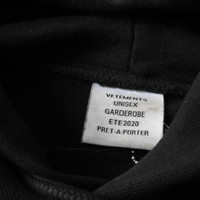 VETEMENTS
UNISEX
GARDEROBE
ETE2020
PRET-A-PORTER